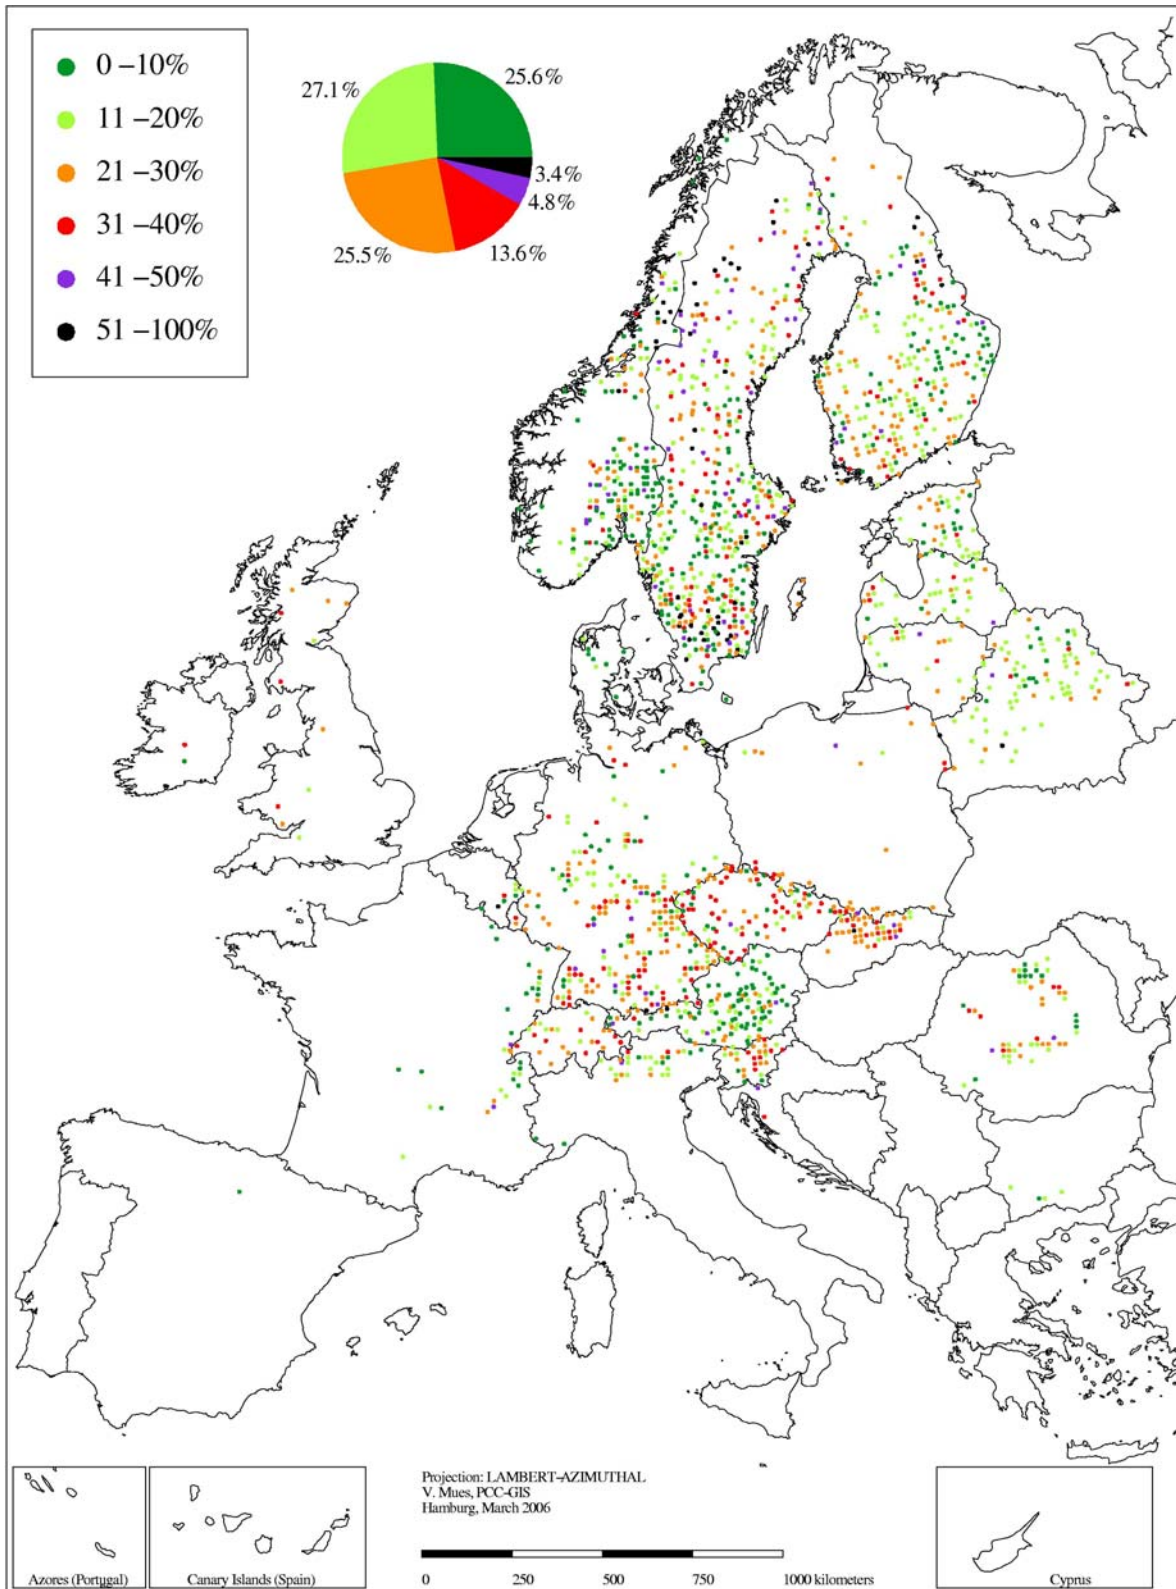 0 –10%
11 –20%
21 –30%
31 –40%
41 –50%
51 –100%
27.1%
25.6%
3.4%
4.8%
13.6%
25.5%
Projection: LAMBERT-AZIMUTHAL
V. Mues, PCC-GIS
Hamburg, March 2006
0 250 500 750 1000 kilometers
Azores (Portugal)
Canary Islands (Spain)
Cyprus